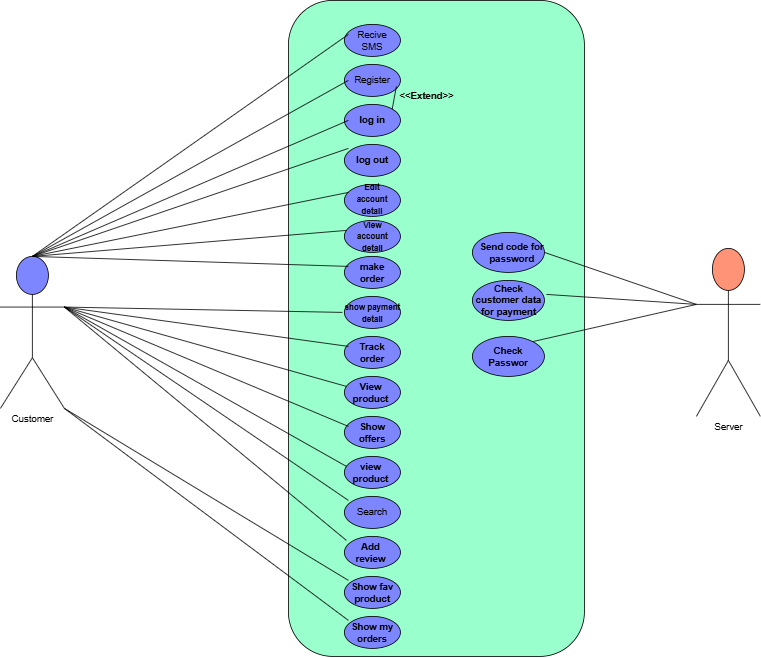 Recive
SMS
Register
<<Extend>>
log in
log out
Edit
account
detail
View
account
detail
make
order
show payment
detail
Track
order
View
product
Show
offers
view
product
Search
Add
review
Show fav
product
Show my
orders
Send code for
password
Check
customer data
for payment
Check
Passwor
Customer
Server